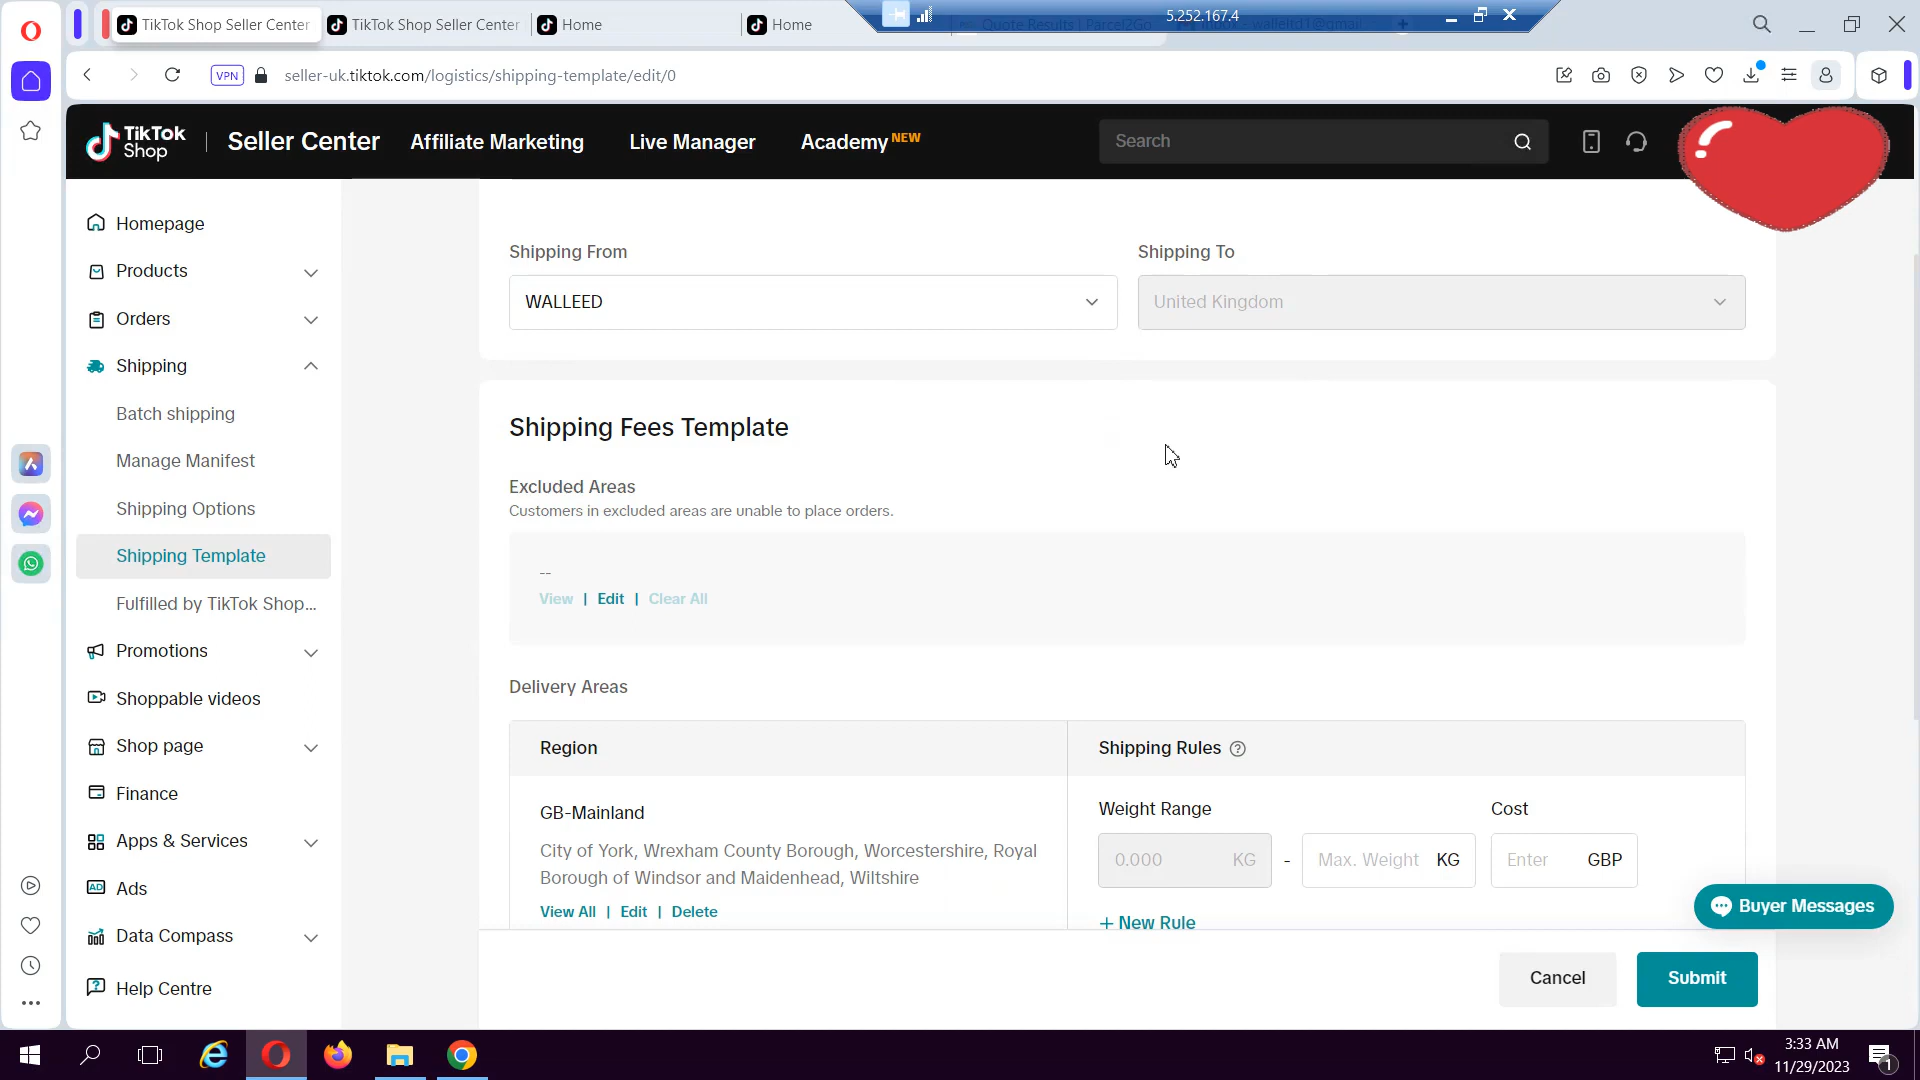 TikTok Shop Seller Center
TikTok Shop Seller Center
Home
Home
Quote Results | Parcel2Go
5.252.167.4
VPN
seller-uk.tiktok.com/logistics/shipping-template/edit/0
TikTok
Shop
Seller Center
Affiliate Marketing
Live Manager
Academy NEW
Search
Homepage
Products
Orders
Shipping
Batch shipping
Manage Manifest
Shipping Options
Shipping Template
Fulfilled by TikTok Shop...
Promotions
Shoppable videos
Shop page
Finance
Apps & Services
AD Ads
Data Compass
Help Centre
Shipping From
Shipping To
WALLEED
United Kingdom
Shipping Fees Template
Excluded Areas
Customers in excluded areas are unable to place orders.
--
View | Edit | Clear All
Delivery Areas
Region
Shipping Rules
GB-Mainland
City of York, Wrexham County Borough, Worcestershire, Royal
Borough of Windsor and Maidenhead, Wiltshire
View All | Edit | Delete
Weight Range
Cost
0.000 KG - Max. Weight KG
Enter GBP
+ New Rule
Buyer Messages
Cancel
Submit
3:33 AM
11/29/2023
1